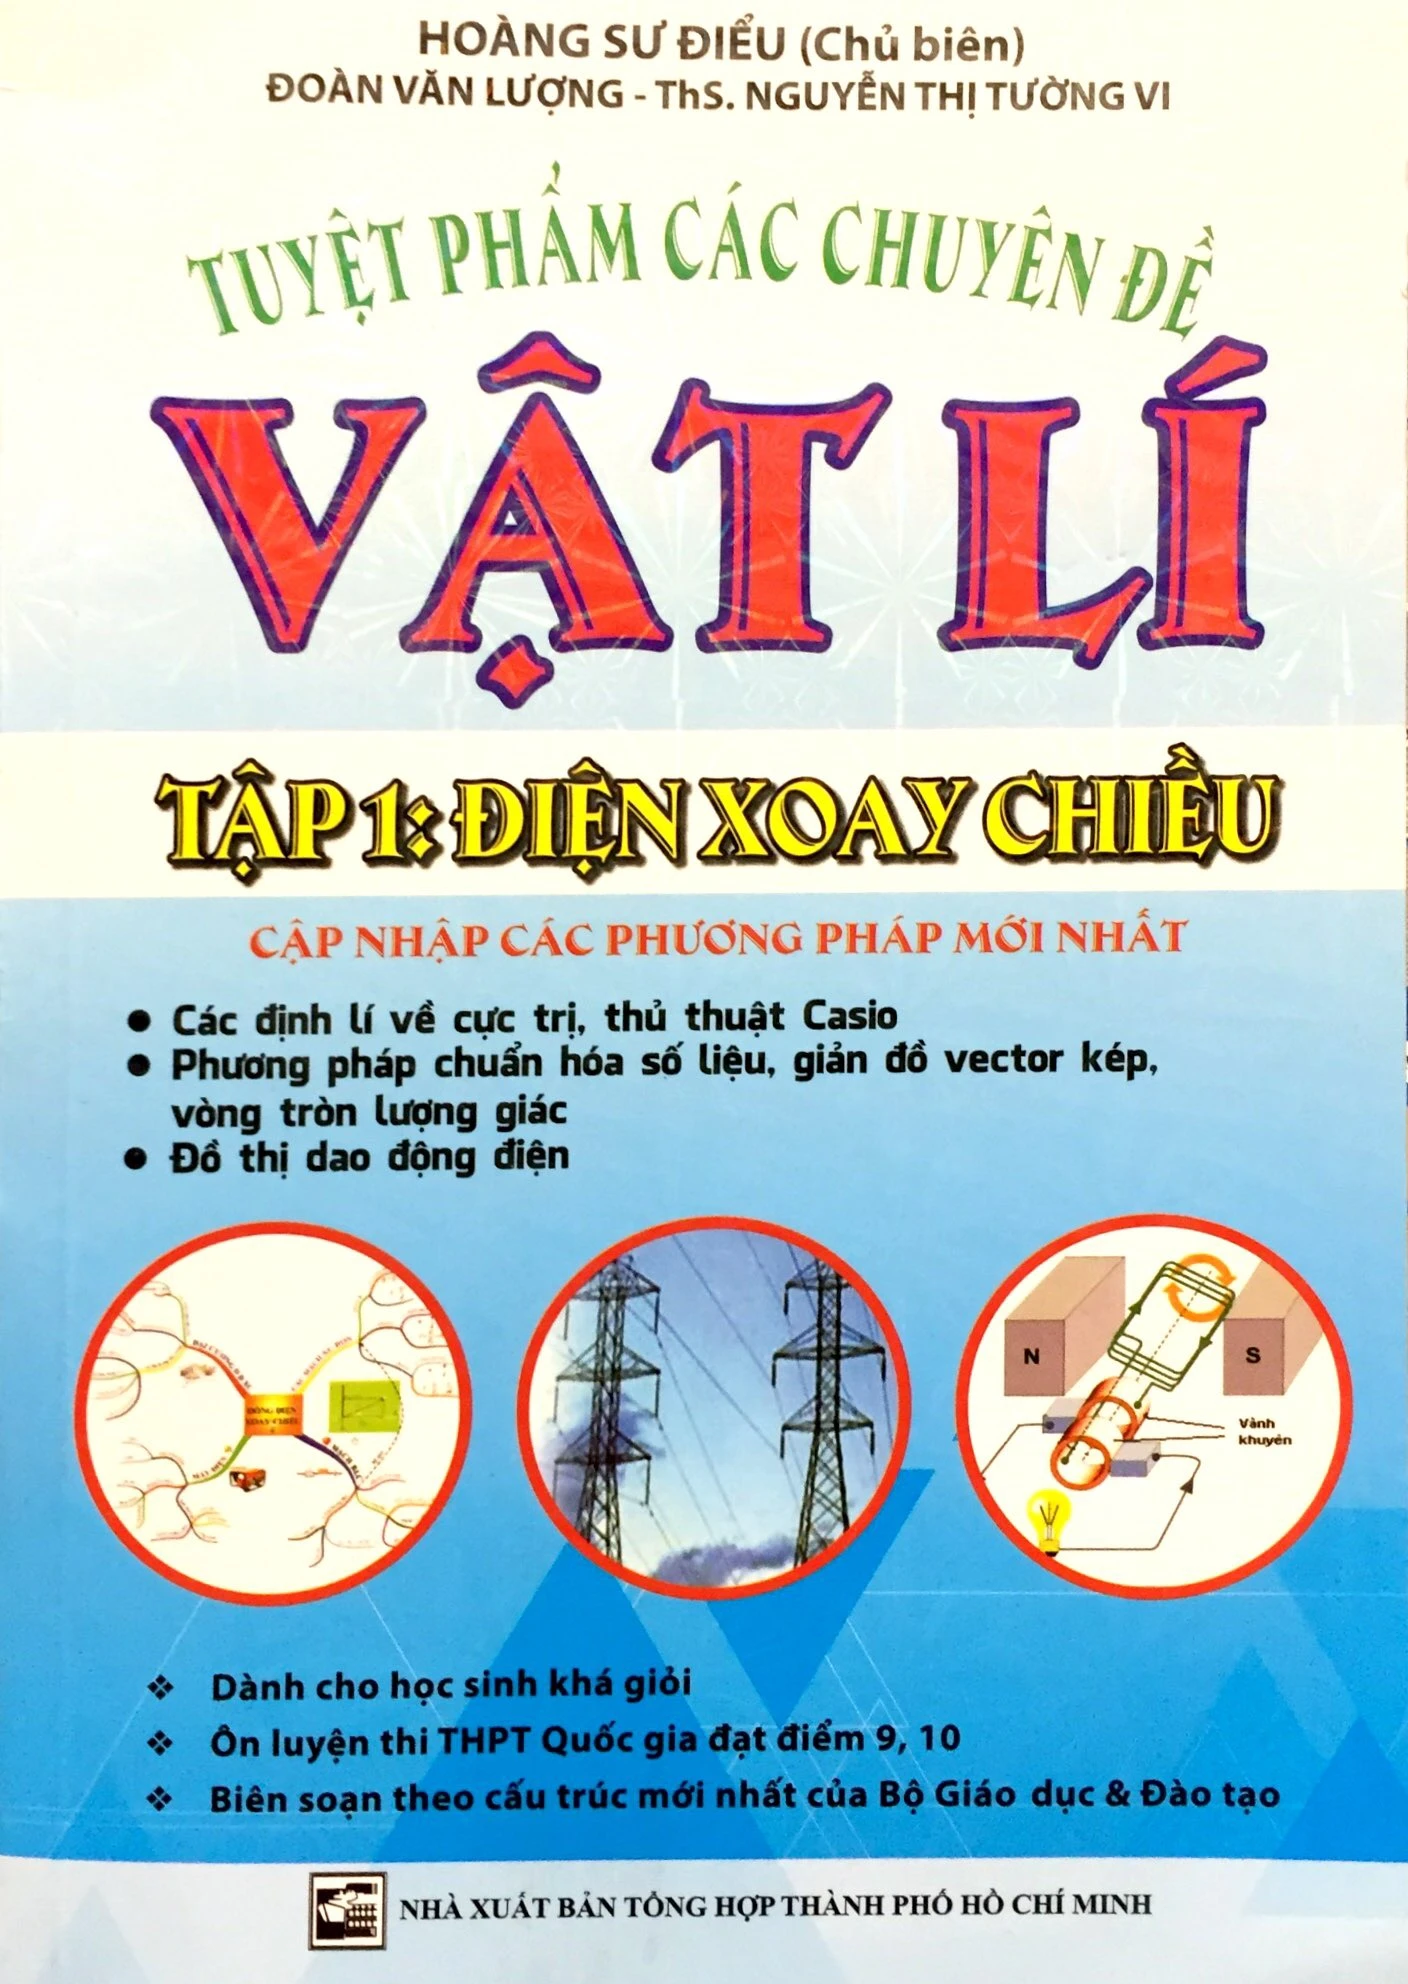 HOÀNG SƯ ĐIỂU (Chủ biên)
ĐOÀN VĂN LƯỢNG - ThS. NGUYỄN THỊ TƯỜNG VI
TUYỆT PHẨM CÁC CHUYÊN ĐỀ
VẬT LÍ
TẬP 1: ĐIỆN XOAY CHIỀU
CẬP NHẬP CÁC PHƯƠNG PHÁP MỚI NHẤT
● Các định lí về cực trị, thủ thuật Casio
● Phương pháp chuẩn hóa số liệu, giản đồ vector kép,
vòng tròn lượng giác
● Đồ thị dao động điện
DÒNG ĐIỆN
XOAY CHIỀU
N
S
Vành
khuyên
❖ Dành cho học sinh khá giỏi
❖ Ôn luyện thi THPT Quốc gia đạt điểm 9, 10
❖ Biên soạn theo cấu trúc mới nhất của Bộ Giáo dục & Đào tạo
NHÀ XUẤT BẢN TỔNG HỢP THÀNH PHỐ HỒ CHÍ MINH